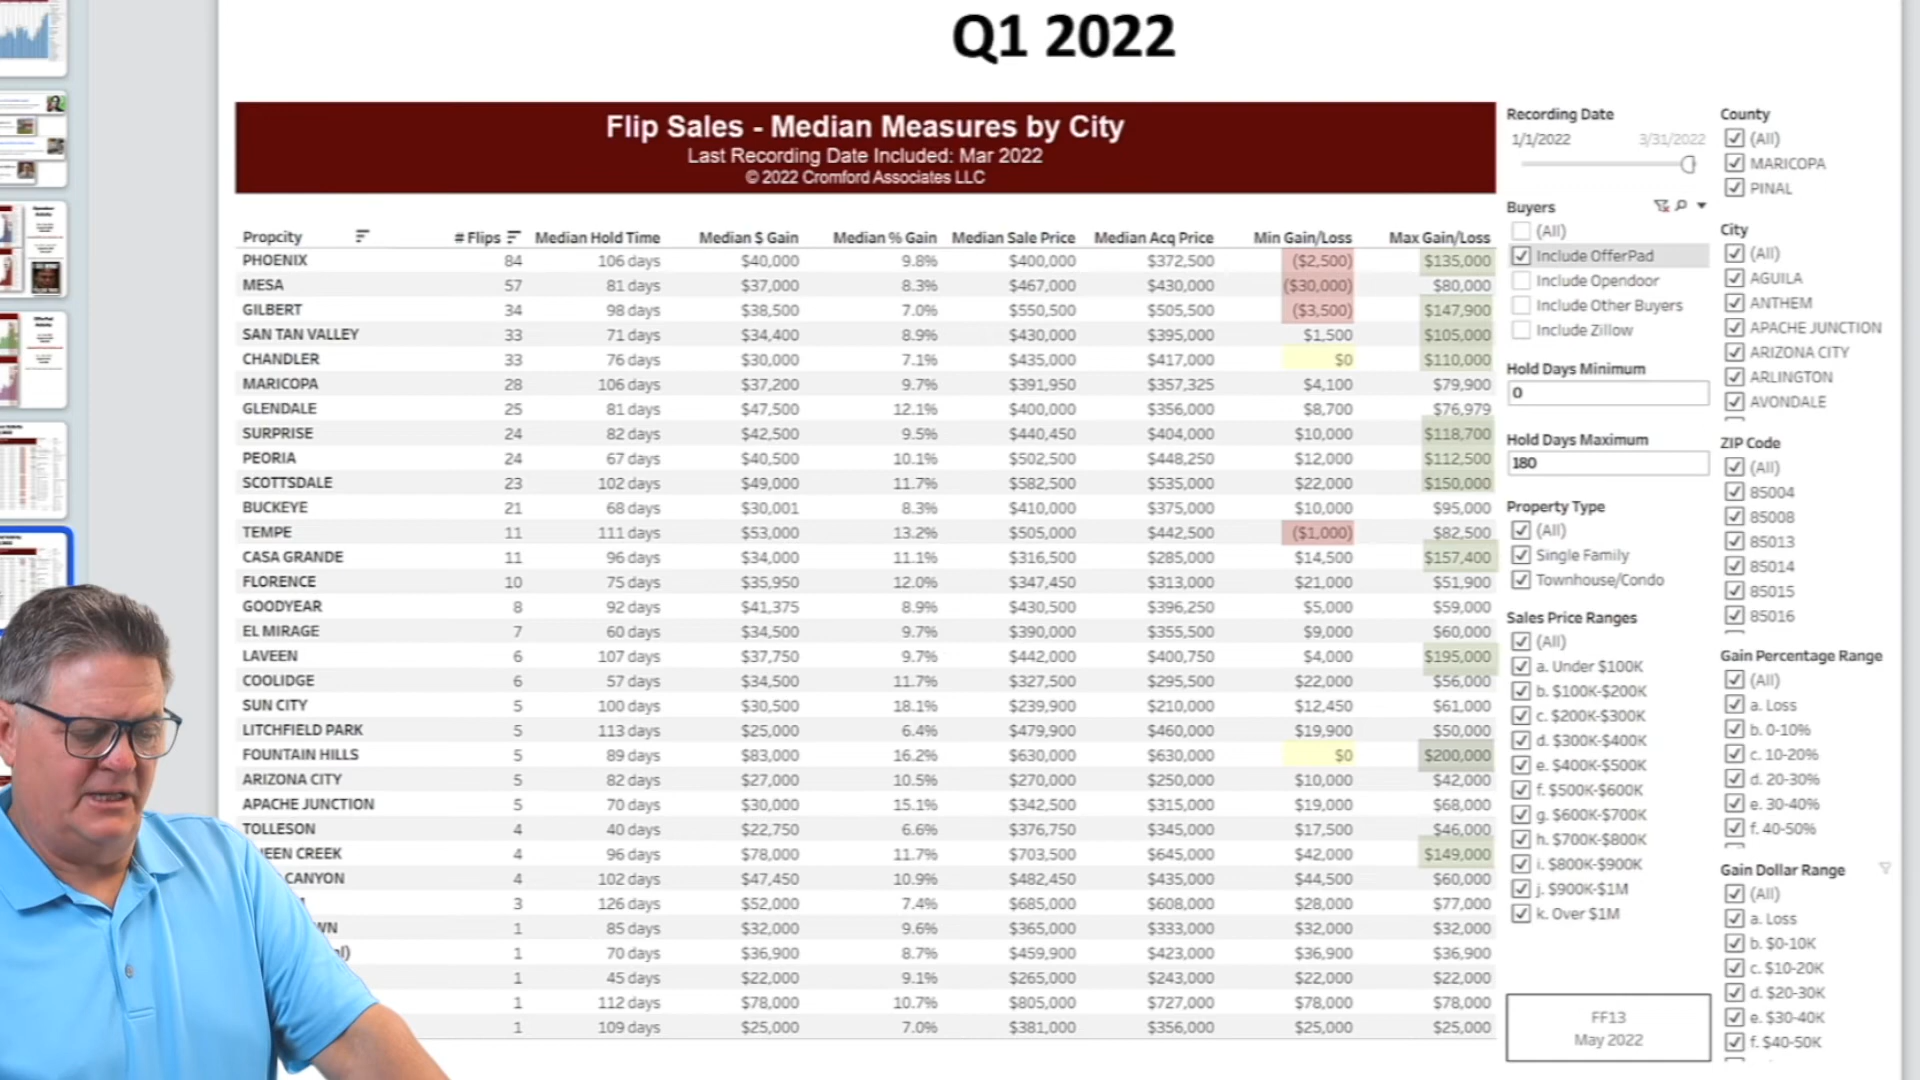 Q1 2022
Flip Sales - Median Measures by City
Last Recording Date Included: Mar 2022
© 2022 Cromford Associates LLC
Propcity # Flips Median Hold Time Median $ Gain Median % Gain Median Sale Price Median Acq Price Min Gain/Loss Max Gain/Loss
PHOENIX 84 106 days $40,000 9.8% $400,000 $372,500 ($2,500) $135,000
MESA 57 81 days $37,000 8.3% $467,000 $430,000 ($30,000) $80,000
GILBERT 34 98 days $38,500 7.0% $550,500 $505,500 ($3,500) $147,900
SAN TAN VALLEY 33 71 days $34,400 8.9% $430,000 $395,000 $1,500 $105,000
CHANDLER 33 76 days $30,000 7.1% $435,000 $417,000 $0 $110,000
MARICOPA 28 106 days $37,200 9.7% $391,950 $357,325 $4,100 $79,900
GLENDALE 25 81 days $47,500 12.1% $400,000 $356,000 $8,700 $76,979
SURPRISE 24 82 days $42,500 9.5% $440,450 $404,000 $10,000 $118,700
PEORIA 24 67 days $40,500 10.1% $502,500 $448,250 $12,000 $112,500
SCOTTSDALE 23 102 days $49,000 11.7% $582,500 $535,000 $22,000 $150,000
BUCKEYE 21 68 days $30,001 8.3% $410,000 $375,000 $10,000 $95,000
TEMPE 11 111 days $53,000 13.2% $505,000 $442,500 ($1,000) $82,500
CASA GRANDE 11 96 days $34,000 11.1% $316,500 $285,000 $14,500 $157,400
FLORENCE 10 75 days $35,950 12.0% $347,450 $313,000 $21,000 $51,900
GOODYEAR 8 92 days $41,375 8.9% $430,500 $396,250 $5,000 $59,000
EL MIRAGE 7 60 days $34,500 9.7% $390,000 $355,500 $9,000 $60,000
LAVEEN 6 107 days $37,750 9.7% $442,000 $400,750 $4,000 $195,000
COOLIDGE 6 57 days $34,500 11.7% $327,500 $295,500 $22,000 $56,000
SUN CITY 5 100 days $30,500 18.1% $239,900 $210,000 $12,450 $61,000
LITCHFIELD PARK 5 113 days $25,000 6.4% $479,900 $460,000 $19,900 $50,000
FOUNTAIN HILLS 5 89 days $83,000 16.2% $630,000 $630,000 $0 $200,000
ARIZONA CITY 5 82 days $27,000 10.5% $270,000 $250,000 $10,000 $42,000
APACHE JUNCTION 5 70 days $30,000 15.1% $342,500 $315,000 $19,000 $68,000
TOLLESON 4 40 days $22,750 6.6% $376,750 $345,000 $17,500 $46,000
EEN CREEK 4 96 days $78,000 11.7% $703,500 $645,000 $42,000 $149,000
CANYON 4 102 days $47,450 10.9% $482,450 $435,000 $44,500 $60,000
3 126 days $52,000 7.4% $685,000 $608,000 $28,000 $77,000
WN 1 85 days $32,000 9.6% $365,000 $333,000 $32,000 $32,000
1 70 days $36,900 8.7% $459,900 $423,000 $36,900 $36,900
1 45 days $22,000 9.1% $265,000 $243,000 $22,000 $22,000
1 112 days $78,000 10.7% $805,000 $727,000 $78,000 $78,000
1 109 days $25,000 7.0% $381,000 $356,000 $25,000 $25,000
Recording Date
1/1/2022 3/31/2022
Buyers
(All)
Include OfferPad
Include Opendoor
Include Other Buyers
Include Zillow
Hold Days Minimum
0
Hold Days Maximum
180
Property Type
(All)
Single Family
Townhouse/Condo
Sales Price Ranges
(All)
a. Under $100K
b. $100K-$200K
c. $200K-$300K
d. $300K-$400K
e. $400K-$500K
f. $500K-$600K
g. $600K-$700K
h. $700K-$800K
i. $800K-$900K
j. $900K-$1M
k. Over $1M
FF13
May 2022
County
(All)
MARICOPA
PINAL
City
(All)
AGUILA
ANTHEM
APACHE JUNCTION
ARIZONA CITY
ARLINGTON
AVONDALE
ZIP Code
(All)
85004
85008
85013
85014
85015
85016
Gain Percentage Range
(All)
a. Loss
b. 0-10%
c. 10-20%
d. 20-30%
e. 30-40%
f. 40-50%
Gain Dollar Range
(All)
a. Loss
b. $0-10K
c. $10-20K
d. $20-30K
e. $30-40K
f. $40-50K